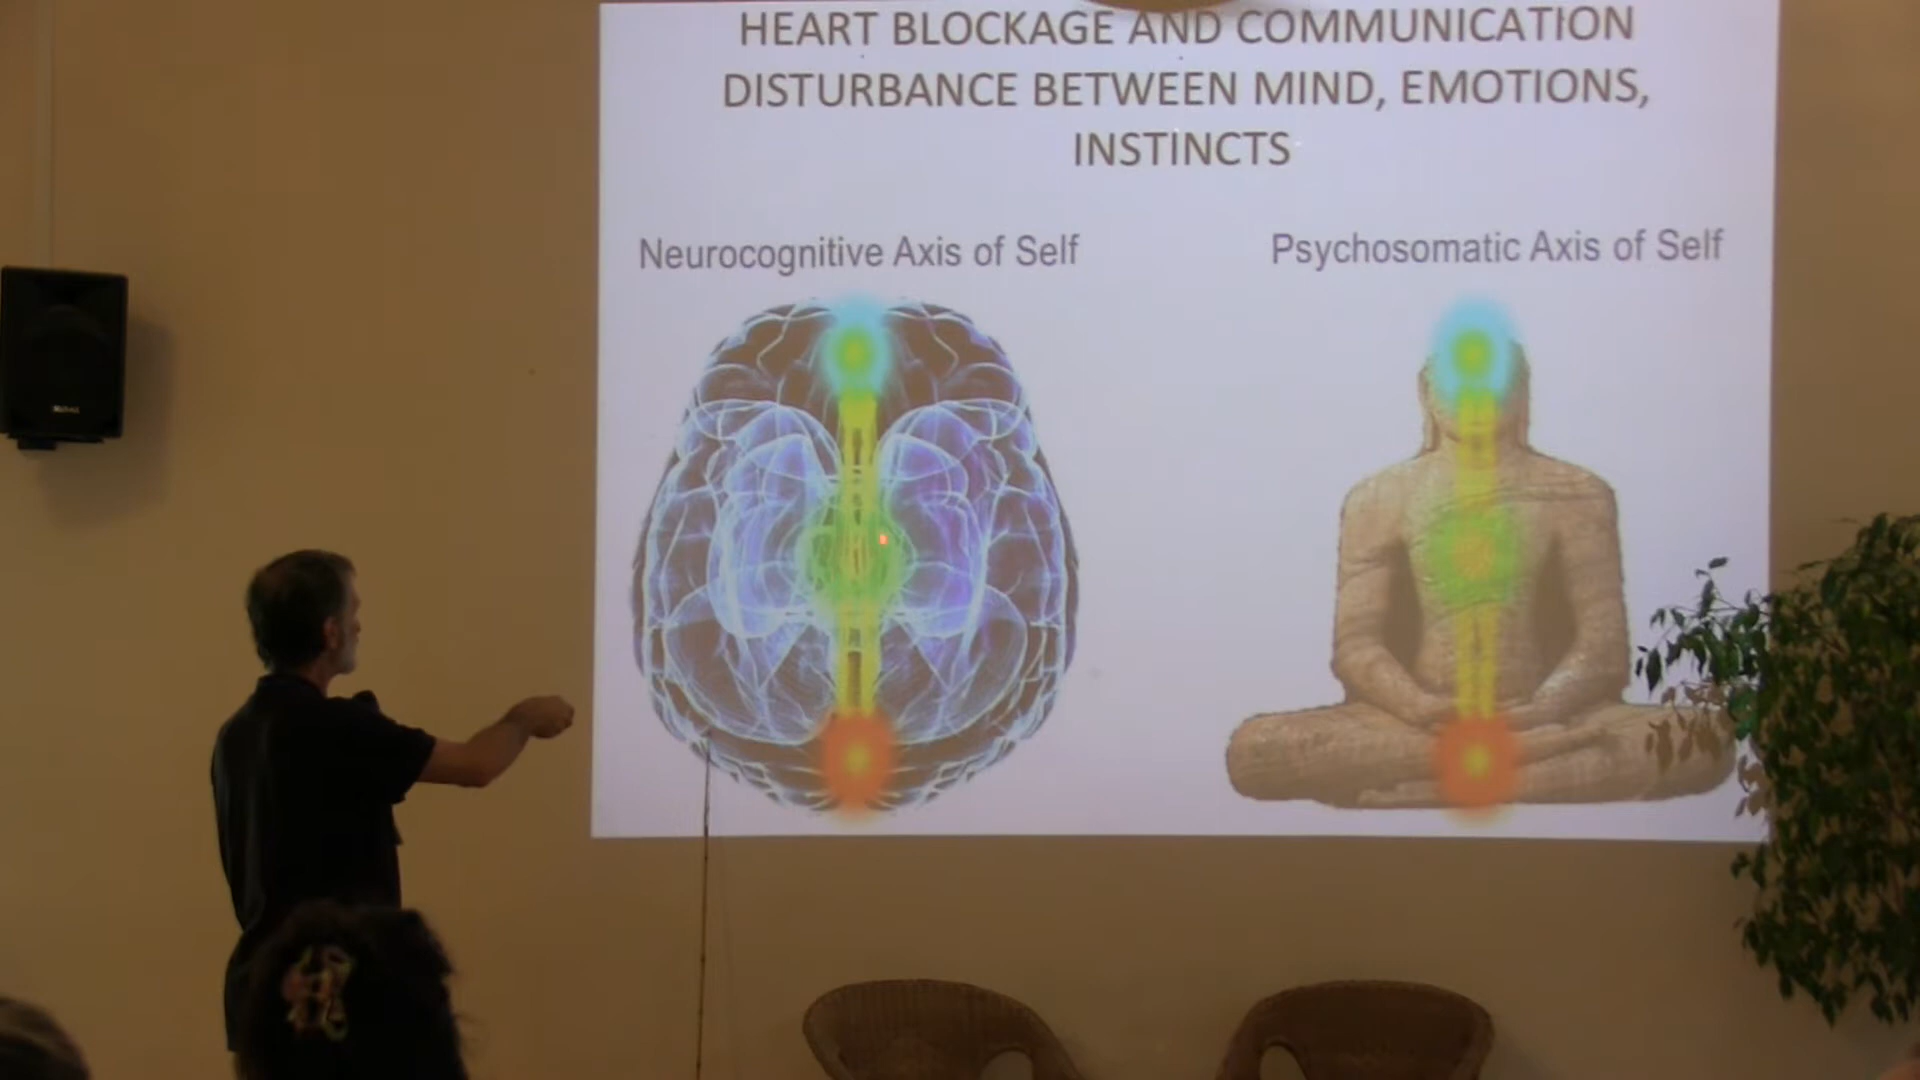 HEART BLOCKAGE AND COMMUNICATION
DISTURBANCE BETWEEN MIND, EMOTIONS,
INSTINCTS
Neurocognitive Axis of Self
Psychosomatic Axis of Self